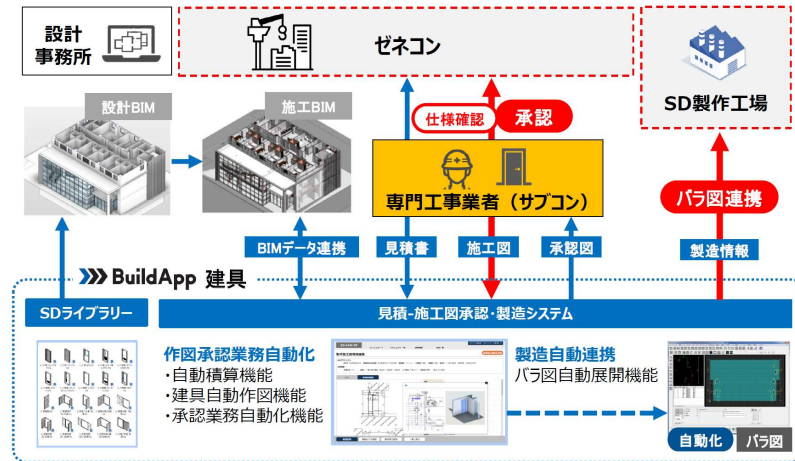 設計
事務所
ゼネコン
SD製作工場
設計BIM
施工BIM
仕様確認
承認
専門工事業者（サブコン）
バラ図連携
BIMデータ連携
見積書
施工図
承認図
製造情報
BuildApp 建具
SDライブラリー
見積-施工図承認・製造システム
作図承認業務自動化
・自動積算機能
・建具自動作図機能
・承認業務自動化機能
製造自動連携
バラ図自動展開機能
自動化
バラ図